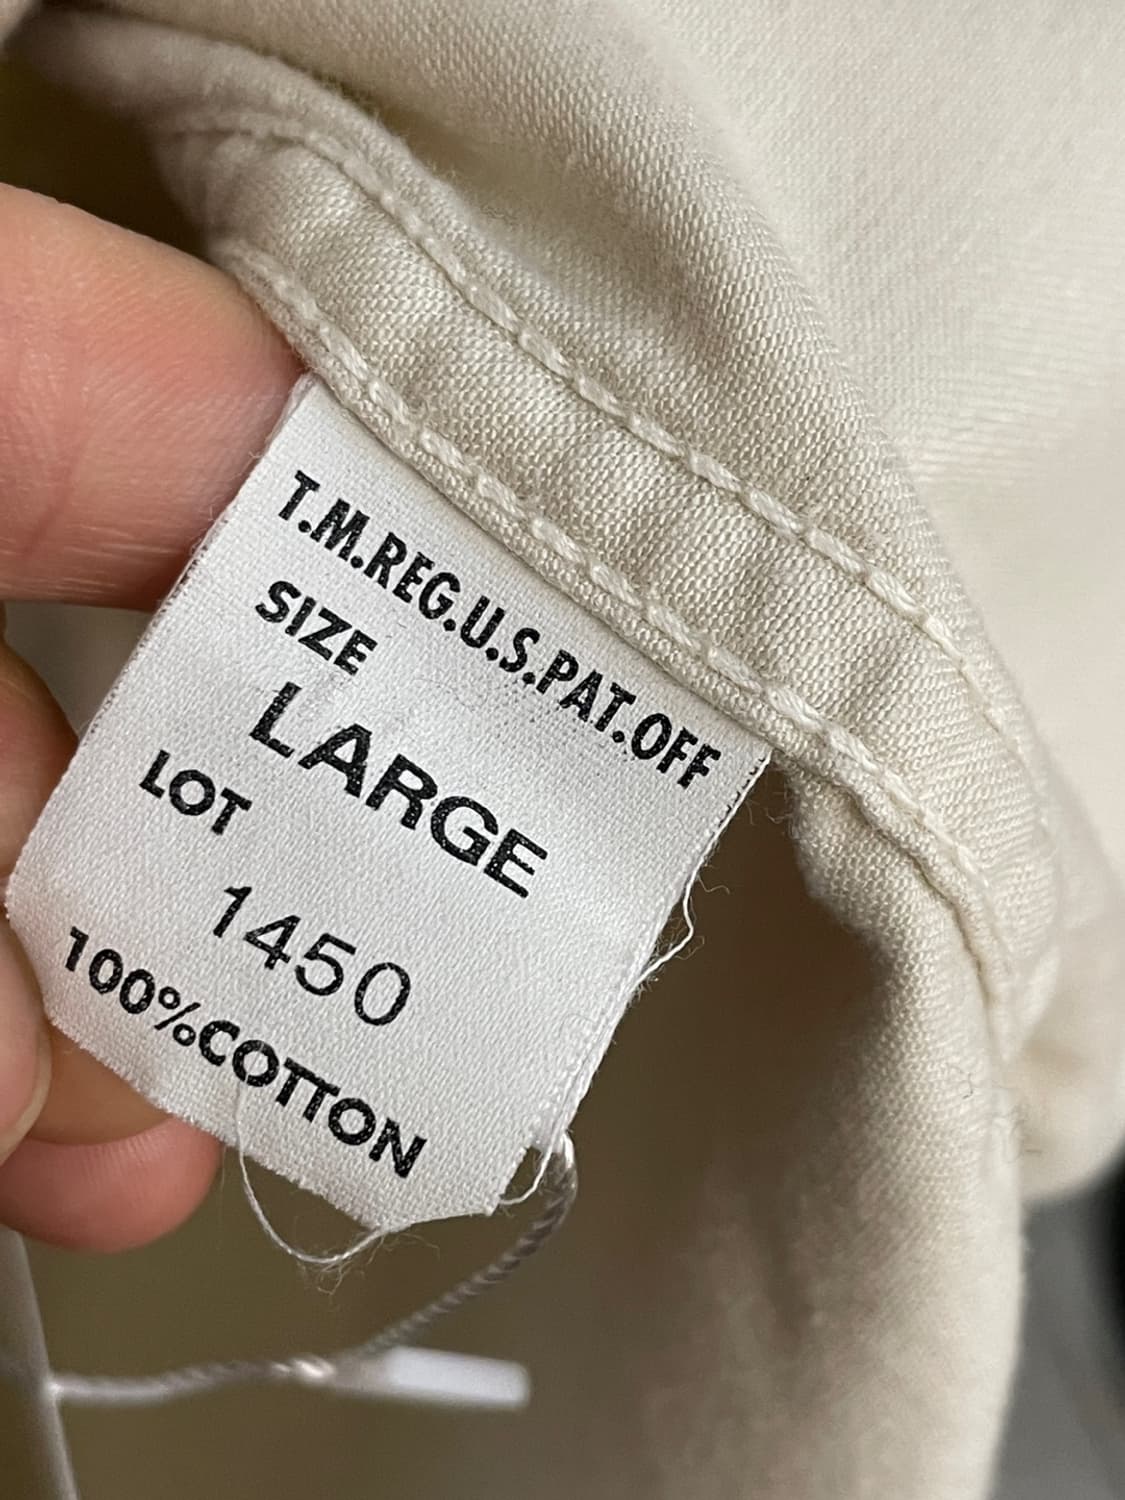 T.M.REG.U.S.PAT.OFF
SIZE
LARGE
LOT
1450
100%COTTON